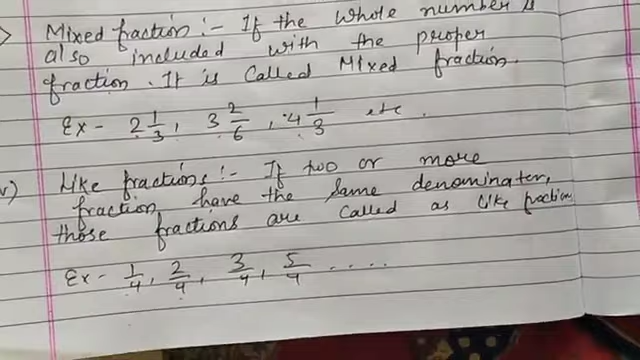 Mixed fraction :- If the whole number is
also included with the proper
fraction. It is called Mixed fraction.
Ex - 2 1/3, 3 2/6, 4 1/3 etc.
v) Like fractions :- If two or more
fraction have the same denominater,
those fractions are called as like fraction
Ex - 1/4, 2/4, 3/4, 5/4 .....